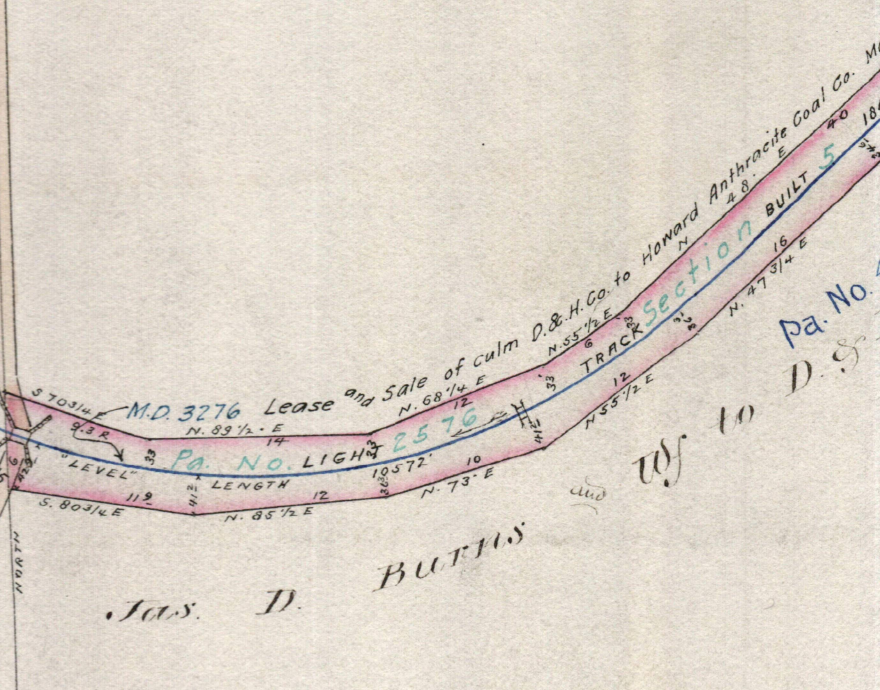 M.D. 3276 Lease and Sale of culm D.&.H.Co. to Howard Anthracite Coal Co.
S 70 3/4 E
N. 89 1/2 · E
14
N. 68 1/4 E
12
N. 55 1/2 E
6
N 48 · E
40
9.3 R
"LEVEL"
33
33
33
33
Pa. No. 2576 Section 5
LIGHT TRACK BUILT
LENGTH 10572'
S. 80 3/4 E
N. 85 1/2 E
12
N. 73 · E
10
N 55 1/2 E
12
N. 47 3/4 E
16
Pa. No.
NORTH
Jas. D. Burns and Wf to D. &